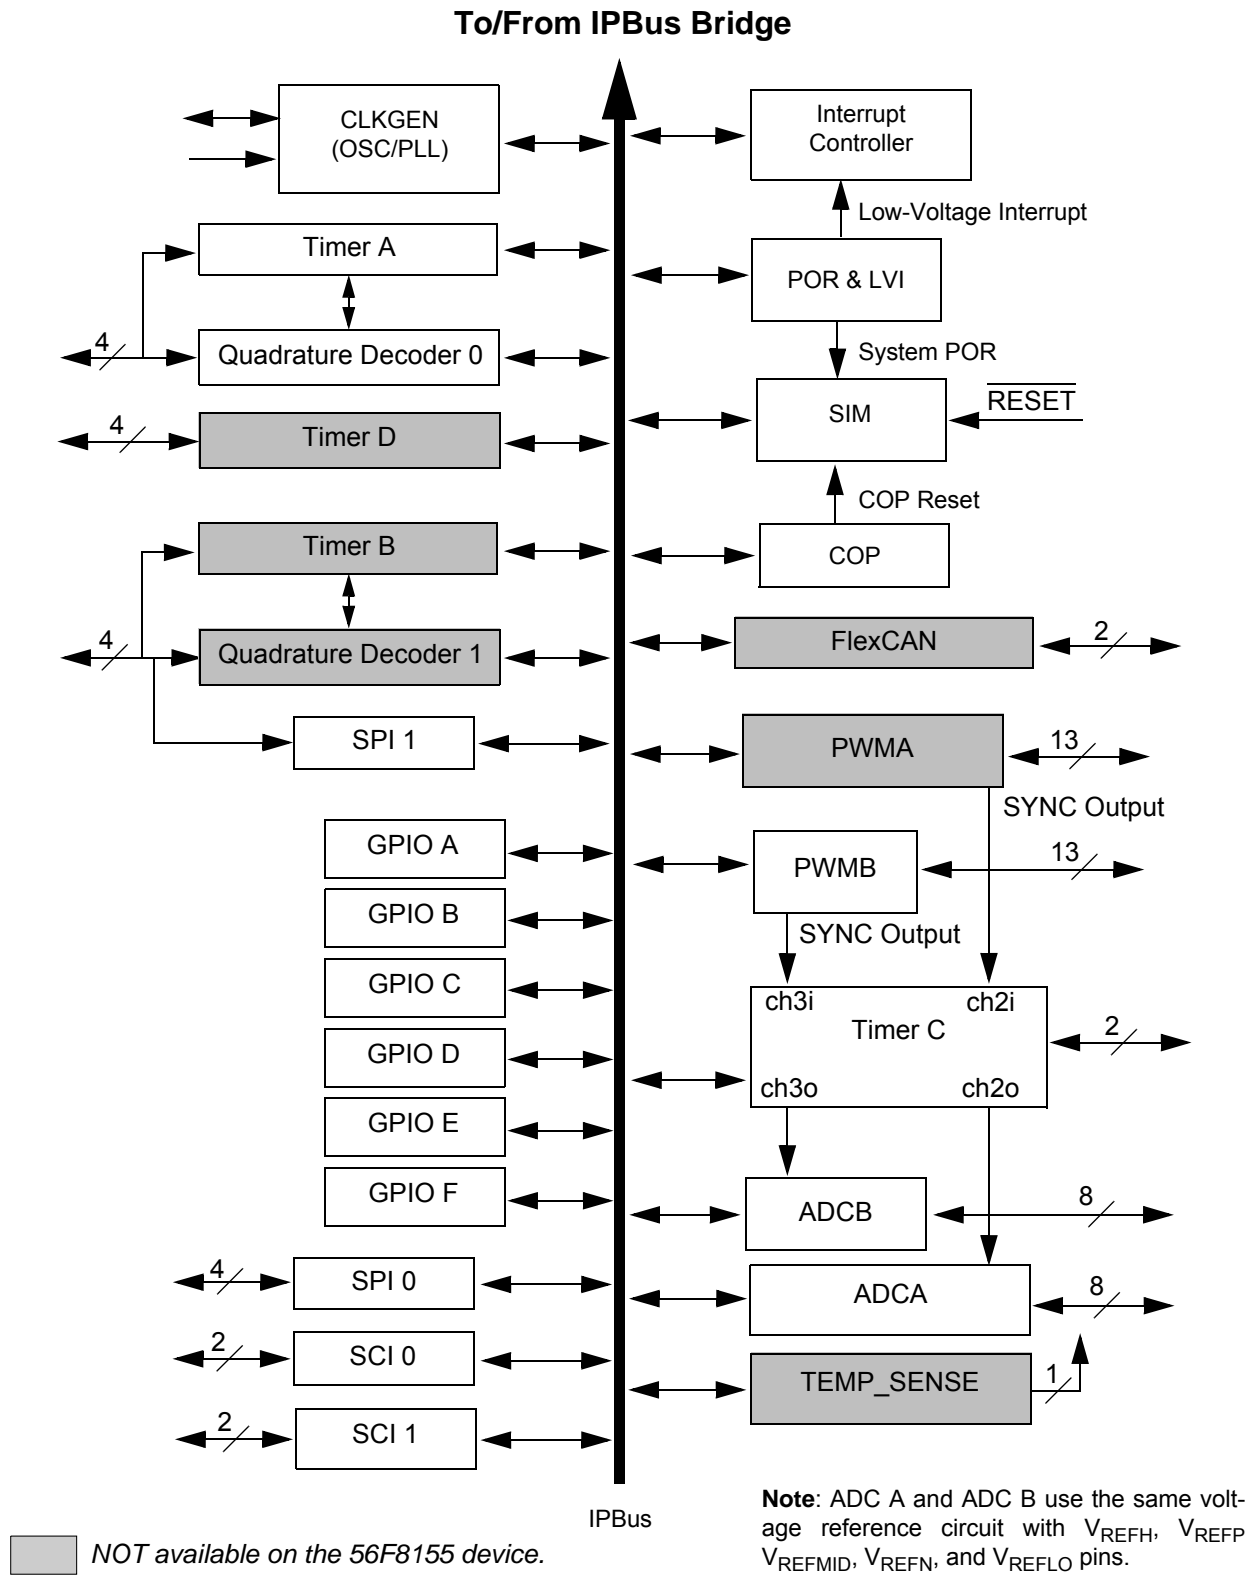 To/From IPBus Bridge
CLKGEN
(OSC/PLL)
Timer A
4
Quadrature Decoder 0
4
Timer D
Timer B
4
Quadrature Decoder 1
SPI 1
GPIO A
GPIO B
GPIO C
GPIO D
GPIO E
GPIO F
4
SPI 0
2
SCI 0
2
SCI 1
Interrupt
Controller
Low-Voltage Interrupt
POR & LVI
System POR
SIM
RESET
COP Reset
COP
FlexCAN
2
PWMA
13
SYNC Output
PWMB
13
SYNC Output
ch3i
ch2i
Timer C
2
ch3o
ch2o
ADCB
8
ADCA
8
TEMP_SENSE
1
IPBus
Note: ADC A and ADC B use the same volt-
age reference circuit with VREFH, VREFP
VREFMID, VREFN, and VREFLO pins.
NOT available on the 56F8155 device.